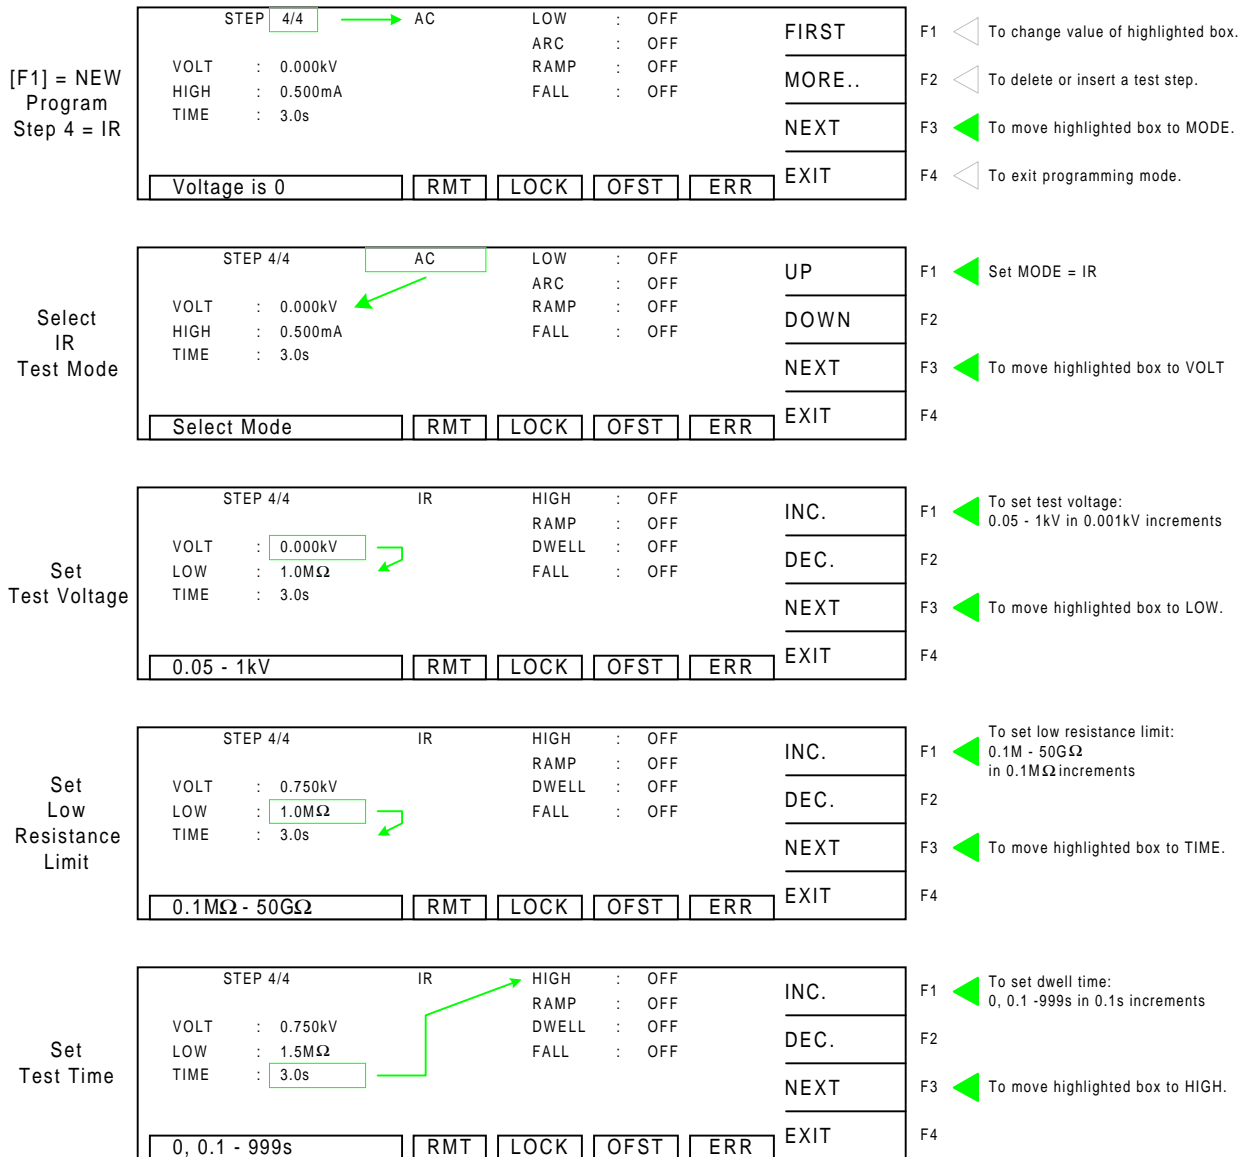 [F1] = NEW
Program
Step 4 = IR
STEP 4/4 AC LOW : OFF
ARC : OFF
VOLT : 0.000kV RAMP : OFF
HIGH : 0.500mA FALL : OFF
TIME : 3.0s
Voltage is 0 RMT LOCK OFST ERR
FIRST F1 To change value of highlighted box.
MORE.. F2 To delete or insert a test step.
NEXT F3 To move highlighted box to MODE.
EXIT F4 To exit programming mode.
Select
IR
Test Mode
STEP 4/4 AC LOW : OFF
ARC : OFF
VOLT : 0.000kV RAMP : OFF
HIGH : 0.500mA FALL : OFF
TIME : 3.0s
Select Mode RMT LOCK OFST ERR
UP F1 Set MODE = IR
DOWN F2
NEXT F3 To move highlighted box to VOLT
EXIT F4
Set
Test Voltage
STEP 4/4 IR HIGH : OFF
RAMP : OFF
VOLT : 0.000kV DWELL : OFF
LOW : 1.0MΩ FALL : OFF
TIME : 3.0s
0.05 - 1kV RMT LOCK OFST ERR
INC. F1 To set test voltage:
0.05 - 1kV in 0.001kV increments
DEC. F2
NEXT F3 To move highlighted box to LOW.
EXIT F4
Set
Low
Resistance
Limit
STEP 4/4 IR HIGH : OFF
RAMP : OFF
VOLT : 0.750kV DWELL : OFF
LOW : 1.0MΩ FALL : OFF
TIME : 3.0s
0.1MΩ - 50GΩ RMT LOCK OFST ERR
INC. F1 To set low resistance limit:
0.1M - 50GΩ
in 0.1MΩ increments
DEC. F2
NEXT F3 To move highlighted box to TIME.
EXIT F4
Set
Test Time
STEP 4/4 IR HIGH : OFF
RAMP : OFF
VOLT : 0.750kV DWELL : OFF
LOW : 1.5MΩ FALL : OFF
TIME : 3.0s
0, 0.1 - 999s RMT LOCK OFST ERR
INC. F1 To set dwell time:
0, 0.1 -999s in 0.1s increments
DEC. F2
NEXT F3 To move highlighted box to HIGH.
EXIT F4